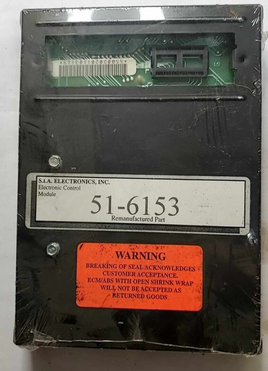 S.I.A. ELECTRONICS, INC.
Electronic Control
Module
51-6153
Remanufactured Part
WARNING
BREAKING OF SEAL ACKNOWLEDGES
CUSTOMER ACCEPTANCE.
ECM/ABS WITH OPEN SHRINK WRAP
WILL NOT BE ACCEPTED AS
RETURNED GOODS